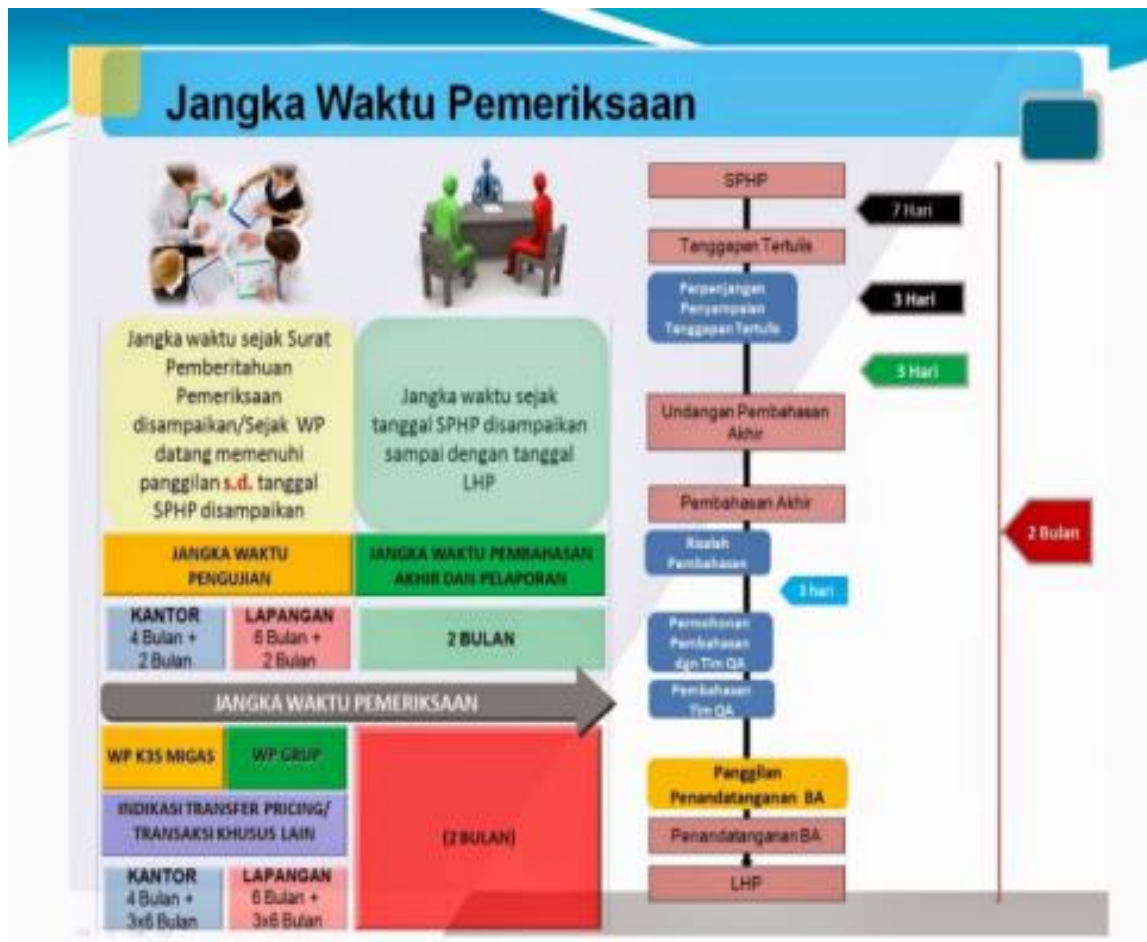 Jangka Waktu Pemeriksaan
Jangka waktu sejak Surat
Pemberitahuan
Pemeriksaan
disampaikan/Sejak WP
datang memenuhi
panggilan s.d. tanggal
SPHP disampaikan
Jangka waktu sejak
tanggal SPHP disampaikan
sampai dengan tanggal
LHP
JANGKA WAKTU
PENGUJIAN
JANGKA WAKTU PEMBAHASAN
AKHIR DAN PELAPORAN
KANTOR
4 Bulan +
2 Bulan
LAPANGAN
6 Bulan +
2 Bulan
2 BULAN
JANGKA WAKTU PEMERIKSAAN
WP K3S MIGAS
WP GRUP
INDIKASI TRANSFER PRICING/
TRANSAKSI KHUSUS LAIN
(2 BULAN)
KANTOR
4 Bulan +
3x6 Bulan
LAPANGAN
6 Bulan +
3x6 Bulan
SPHP
7 Hari
Tanggapan Tertulis
Perpanjangan
Penyampaian
Tanggapan Tertulis
3 Hari
3 Hari
Undangan Pembahasan
Akhir
Pembahasan Akhir
Risalah
Pembahasan
3 hari
Permohonan
Pembahasan
dgn Tim QA
Pembahasan
Tim QA
Panggilan
Penandatanganan BA
Penandatanganan BA
LHP
2 Bulan